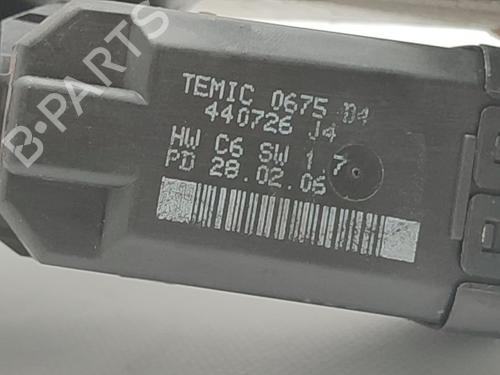 TEMIC 0675 D4
440726 J4
HW C6 SW 1 7
PD 28.02.06
B-PARTS